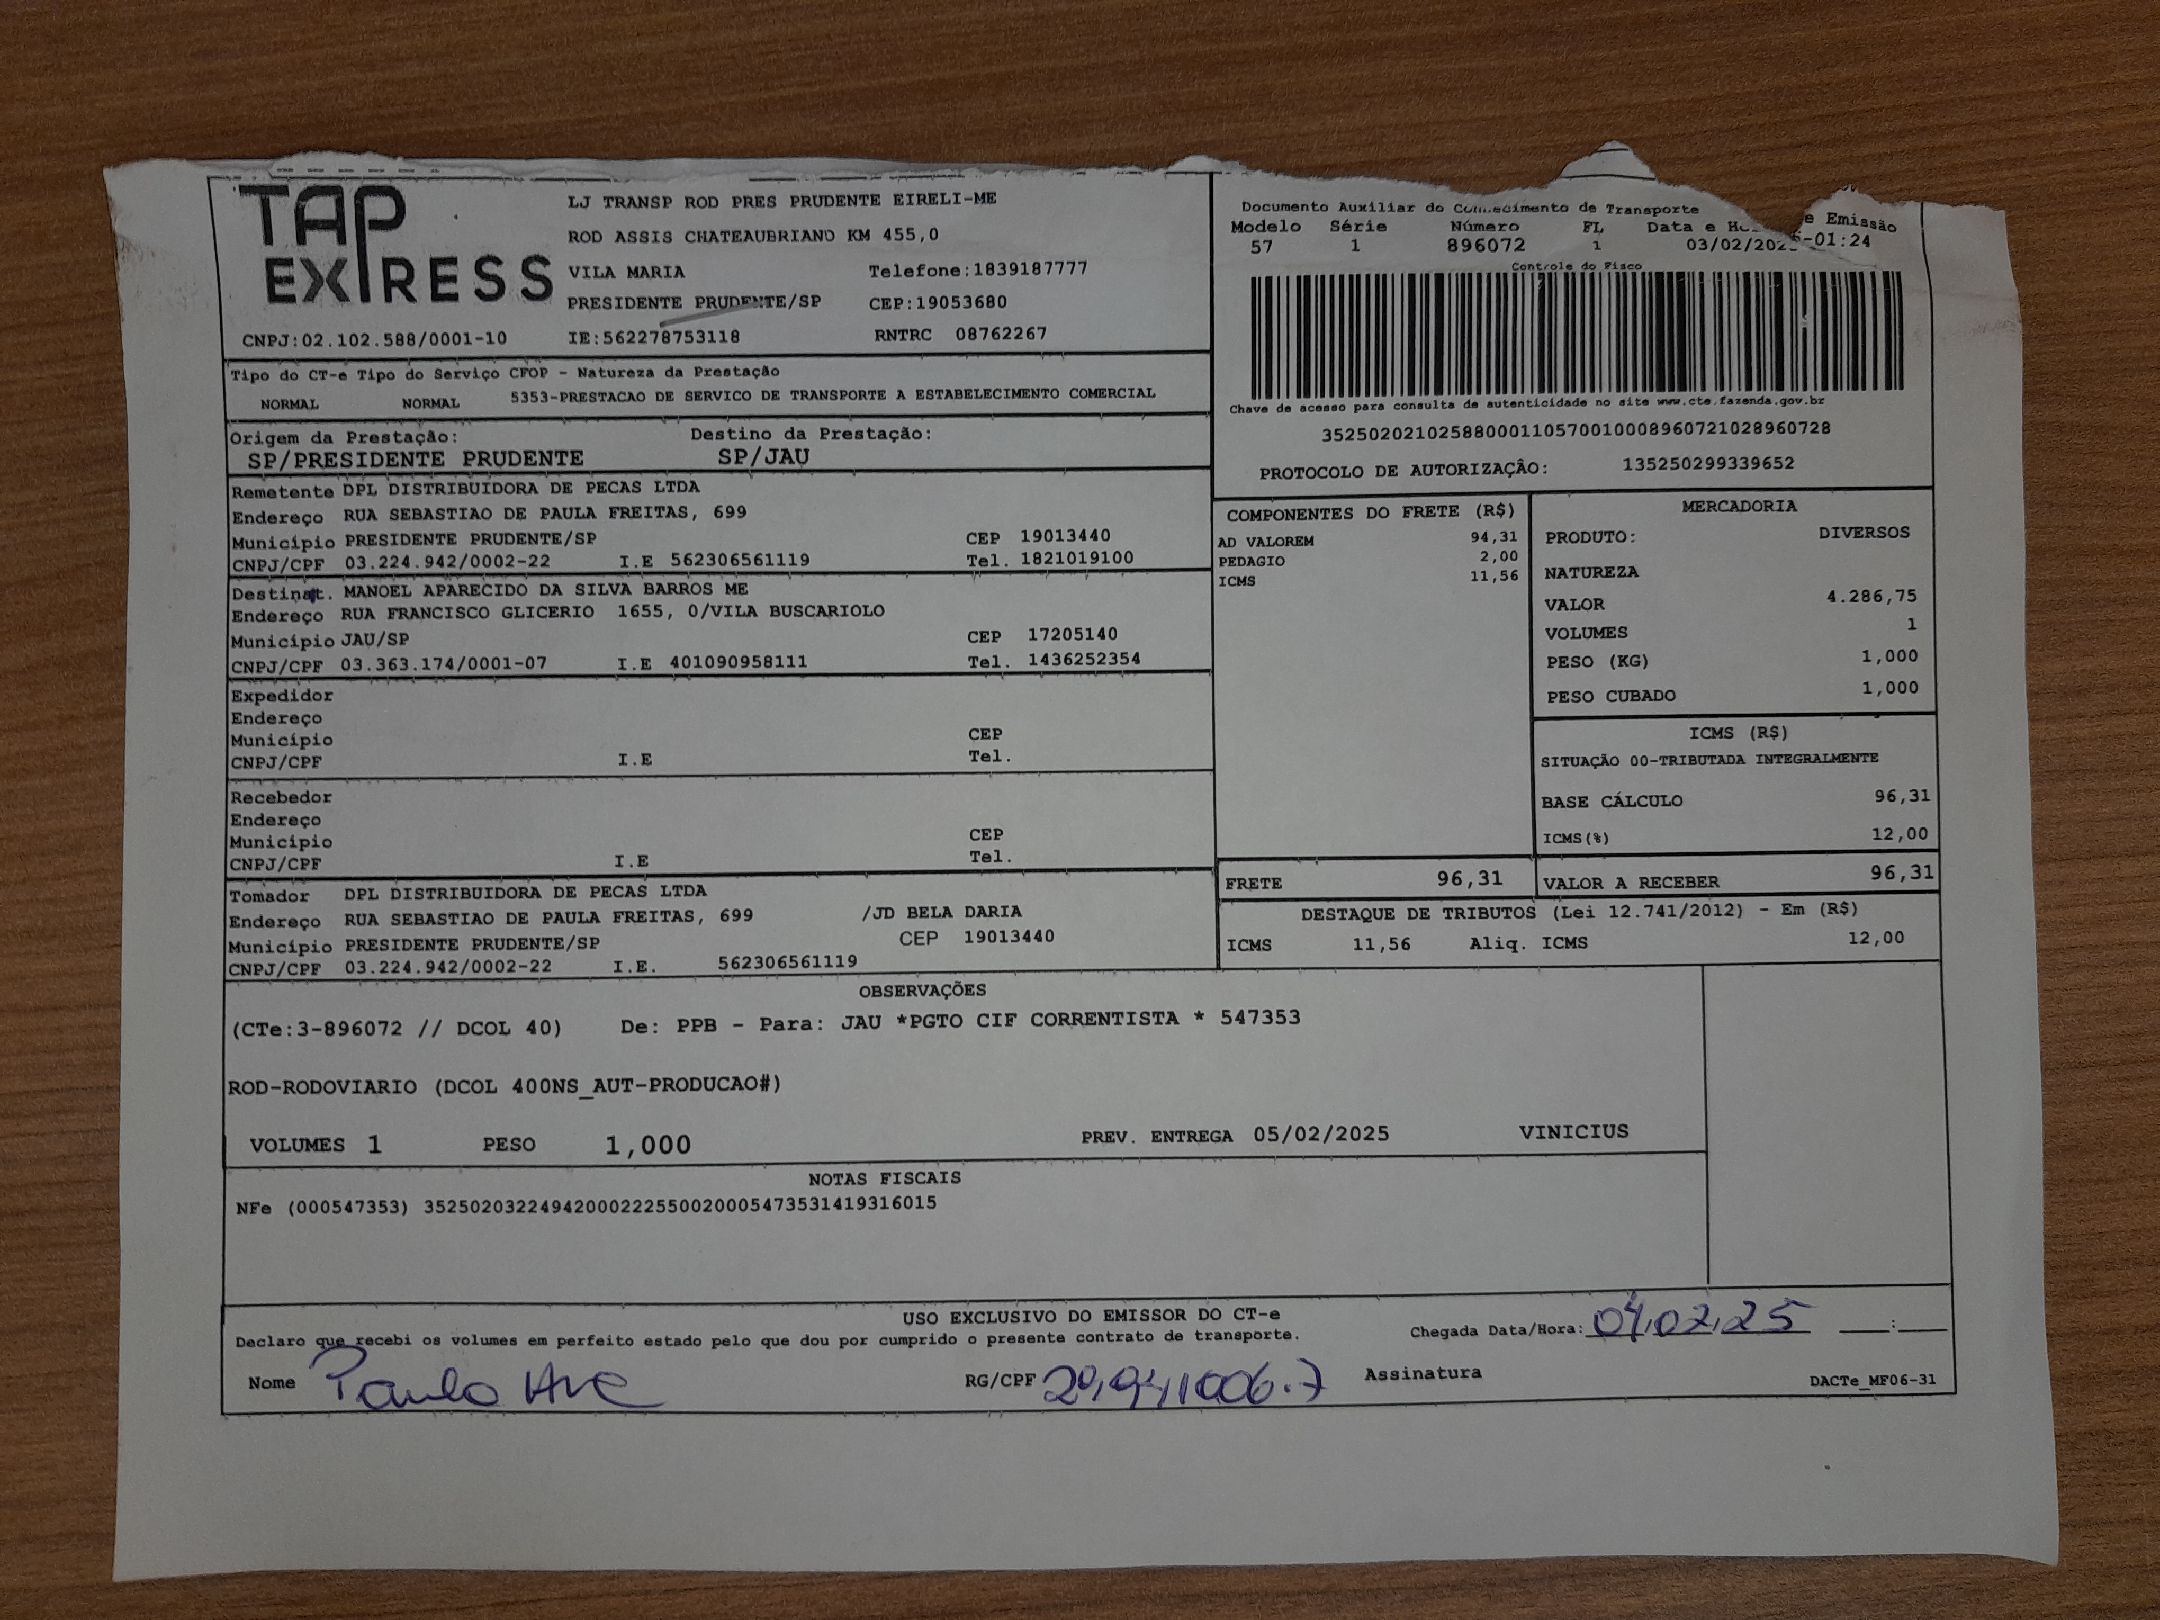 TAP
EXPRESS
LJ TRANSP ROD PRES PRUDENTE EIRELI-ME
ROD ASSIS CHATEAUBRIAND KM 455,0
VILA MARIA Telefone:1839187777
PRESIDENTE PRUDENTE/SP CEP:19053680
CNPJ:02.102.588/0001-10 IE:562278753118 RNTRC 08762267
Documento Auxiliar do Conhecimento de Transporte
Modelo Série Número FL Data e e Emissão
57 1 896072 1 03/02/2025-01:24
Controle do Fisco
Chave de acesso para consulta de autenticidade no site www.cte.fazenda.gov.br
35250202102588000110570010008960721028960728
PROTOCOLO DE AUTORIZAÇÂO: 135250299339652
Tipo do CT-e Tipo do Serviço CFOP - Natureza da Prestação
NORMAL NORMAL 5353-PRESTACAO DE SERVICO DE TRANSPORTE A ESTABELECIMENTO COMERCIAL
Origem da Prestação: Destino da Prestação:
SP/PRESIDENTE PRUDENTE SP/JAU
Remetente DPL DISTRIBUIDORA DE PECAS LTDA
Endereço RUA SEBASTIAO DE PAULA FREITAS, 699
Município PRESIDENTE PRUDENTE/SP CEP 19013440
CNPJ/CPF 03.224.942/0002-22 I.E 562306561119 Tel. 1821019100
Destinat. MANOEL APARECIDO DA SILVA BARROS ME
Endereço RUA FRANCISCO GLICERIO 1655, 0/VILA BUSCARIOLO
Município JAU/SP CEP 17205140
CNPJ/CPF 03.363.174/0001-07 I.E 401090958111 Tel. 1436252354
Expedidor
Endereço
Município CEP
CNPJ/CPF I.E Tel.
Recebedor
Endereço
Município CEP
CNPJ/CPF I.E Tel.
Tomador DPL DISTRIBUIDORA DE PECAS LTDA
Endereço RUA SEBASTIAO DE PAULA FREITAS, 699 /JD BELA DARIA
Município PRESIDENTE PRUDENTE/SP CEP 19013440
CNPJ/CPF 03.224.942/0002-22 I.E. 562306561119
COMPONENTES DO FRETE (R$)
AD VALOREM 94,31
PEDAGIO 2,00
ICMS 11,56
MERCADORIA
PRODUTO: DIVERSOS
NATUREZA
VALOR 4.286,75
VOLUMES 1
PESO (KG) 1,000
PESO CUBADO 1,000
ICMS (R$)
SITUAÇÃO 00-TRIBUTADA INTEGRALMENTE
BASE CÁLCULO 96,31
ICMS(%) 12,00
FRETE 96,31 VALOR A RECEBER 96,31
DESTAQUE DE TRIBUTOS (Lei 12.741/2012) - Em (R$)
ICMS 11,56 Aliq. ICMS 12,00
OBSERVAÇÕES
(CTe:3-896072 // DCOL 40) De: PPB - Para: JAU *PGTO CIF CORRENTISTA * 547353
ROD-RODOVIARIO (DCOL 400NS_AUT-PRODUCAO#)
VOLUMES 1 PESO 1,000 PREV. ENTREGA 05/02/2025 VINICIUS
NOTAS FISCAIS
NFe (000547353) 35250203224942000222550020005473531419316015
USO EXCLUSIVO DO EMISSOR DO CT-e
Declaro que recebi os volumes em perfeito estado pelo que dou por cumprido o presente contrato de transporte.
Chegada Data/Hora: 04,02,25 :
Nome Paulo RG/CPF Assinatura
DACTe_MF06-31